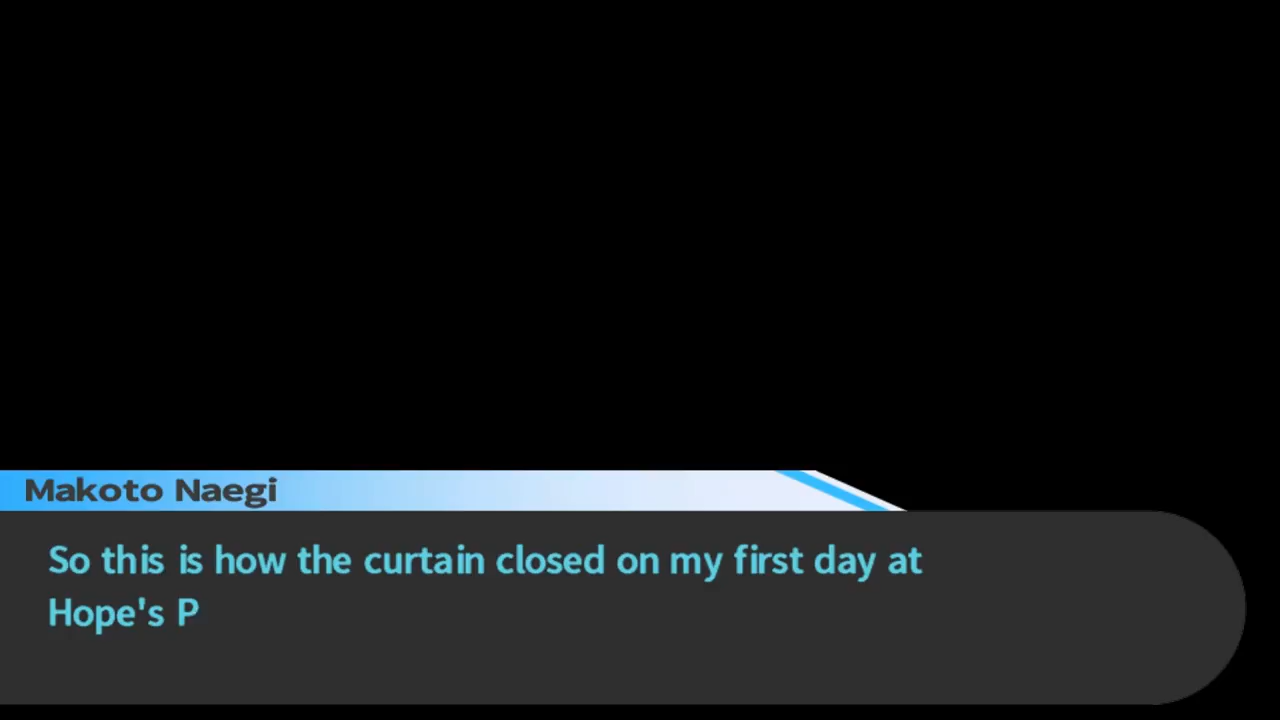 Makoto Naegi
So this is how the curtain closed on my first day at
Hope's P